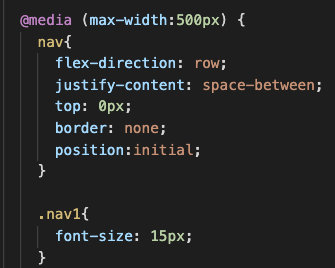 @media (max-width:500px) {
nav{
flex-direction: row;
justify-content: space-between;
top: 0px;
border: none;
position:initial;
}
.nav1{
font-size: 15px;
}